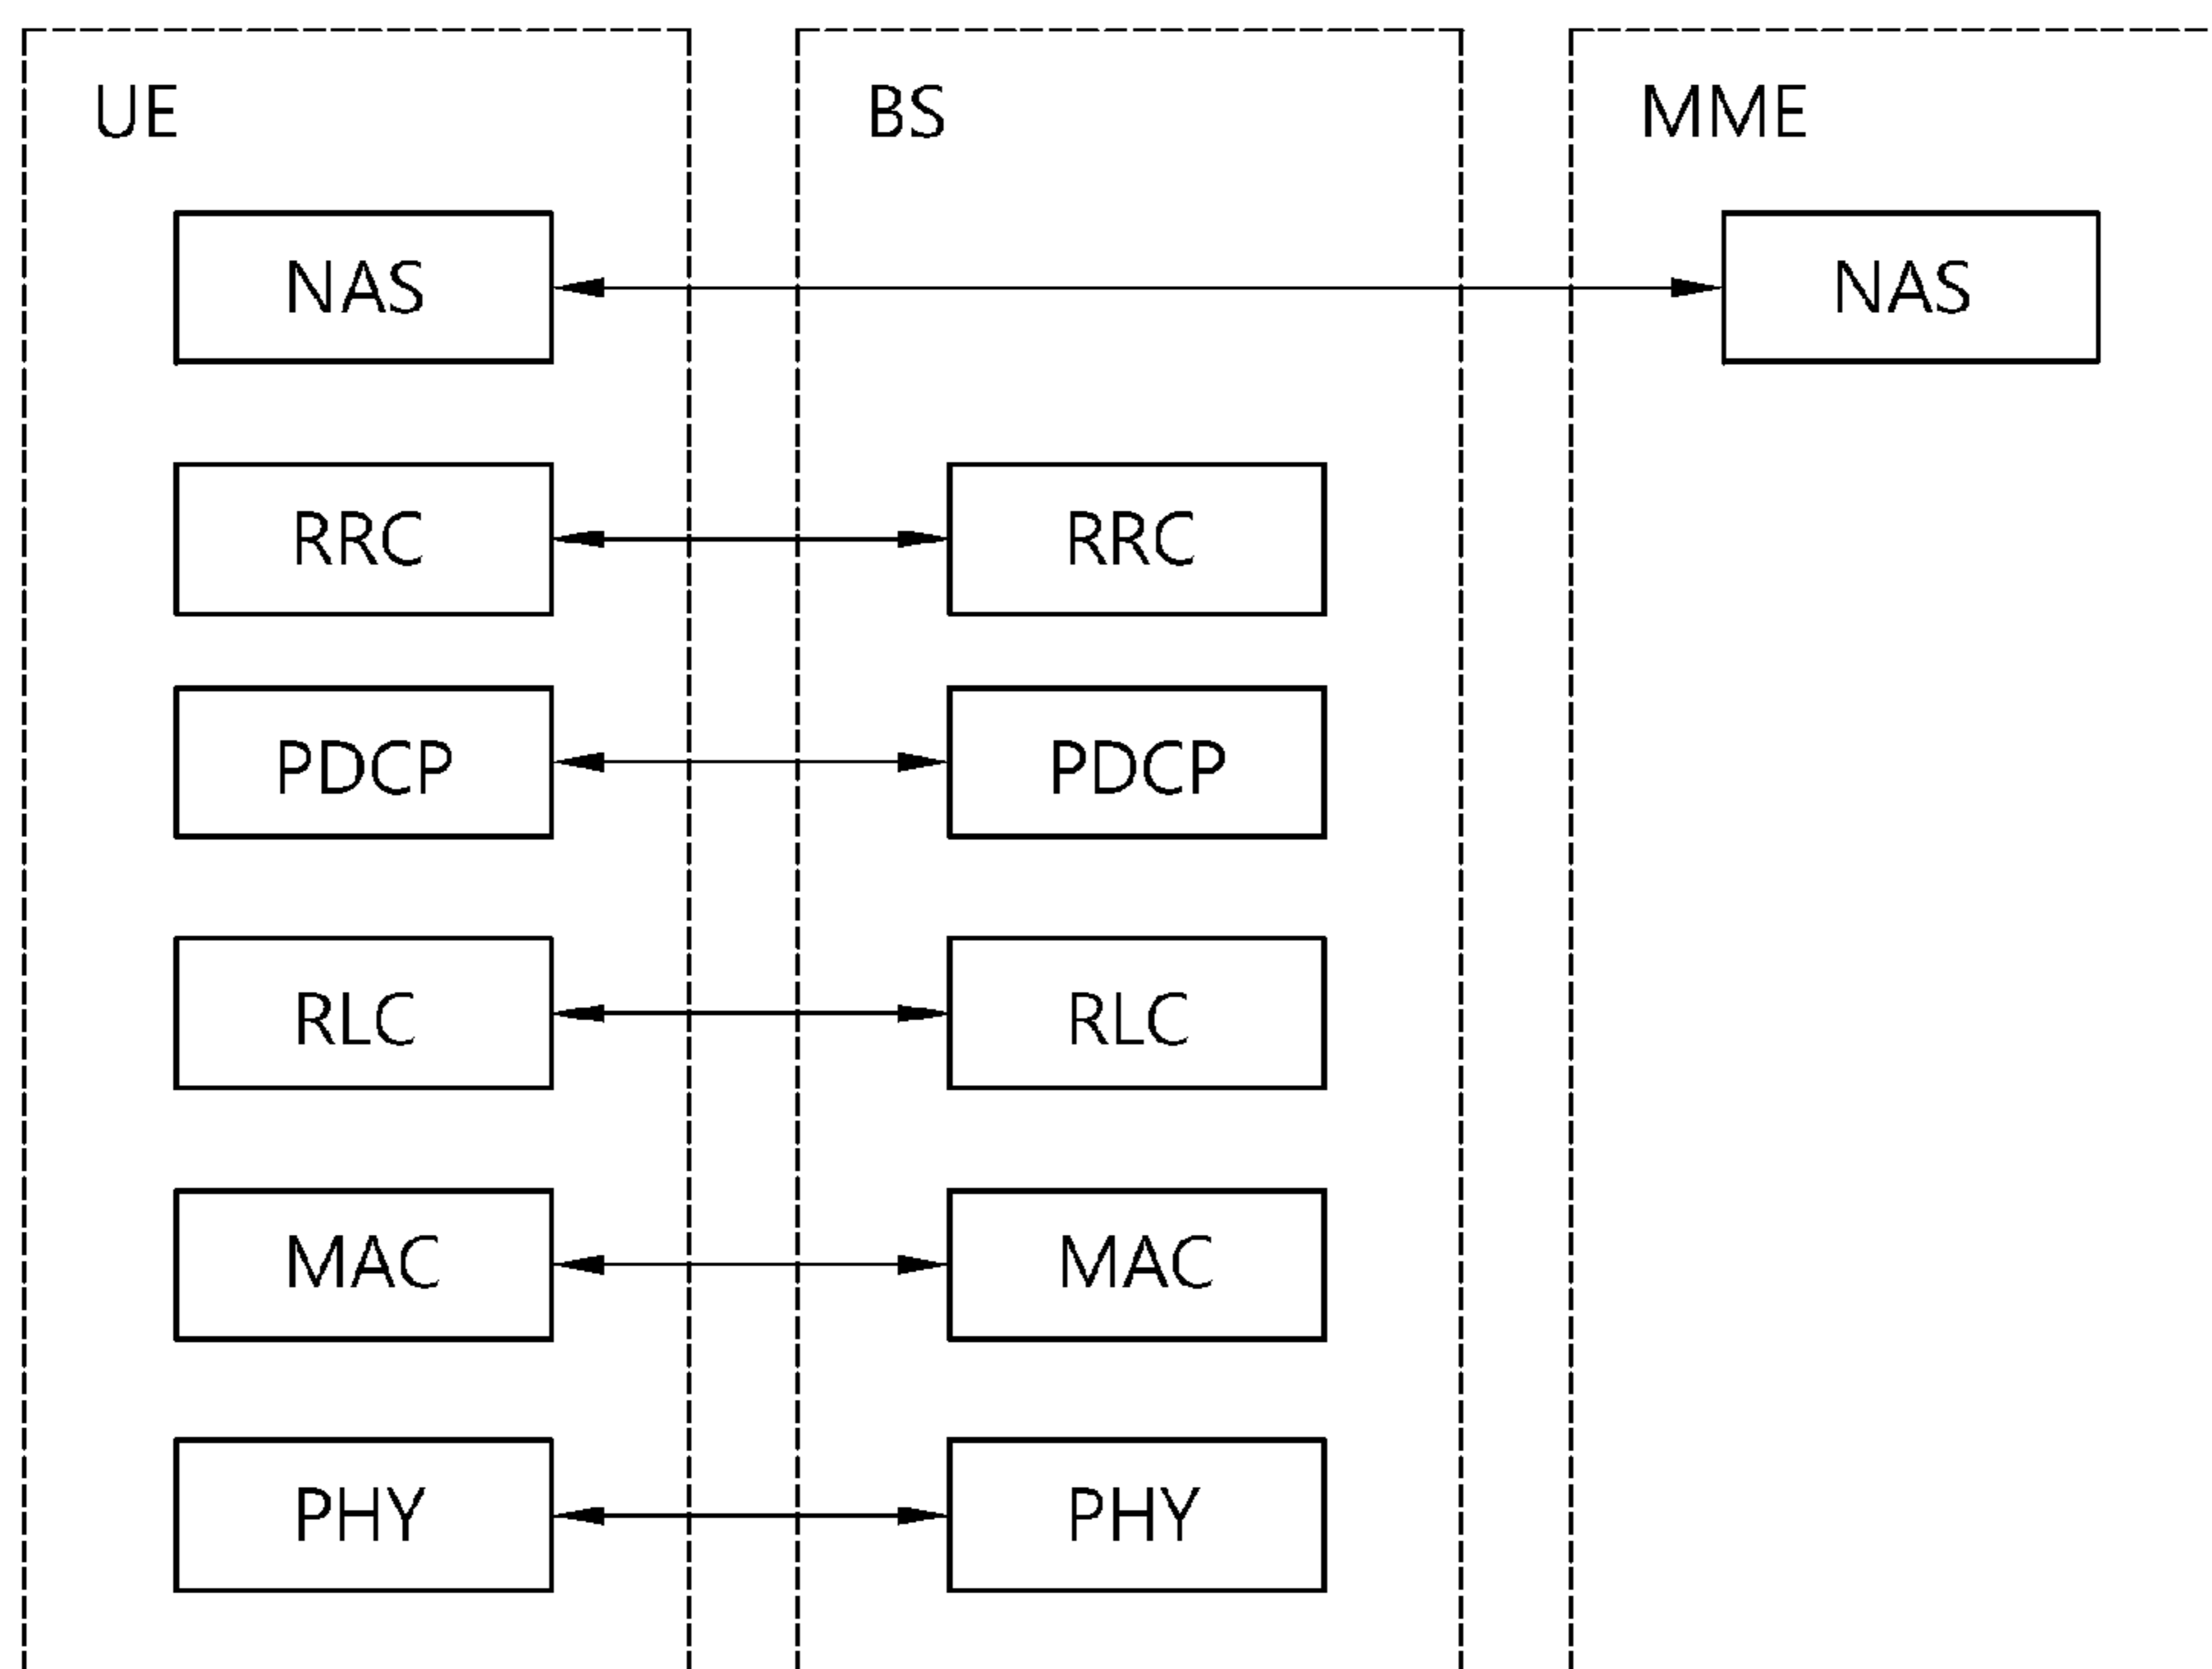 UE BS MME
NAS NAS
RRC RRC
PDCP PDCP
RLC RLC
MAC MAC
PHY PHY